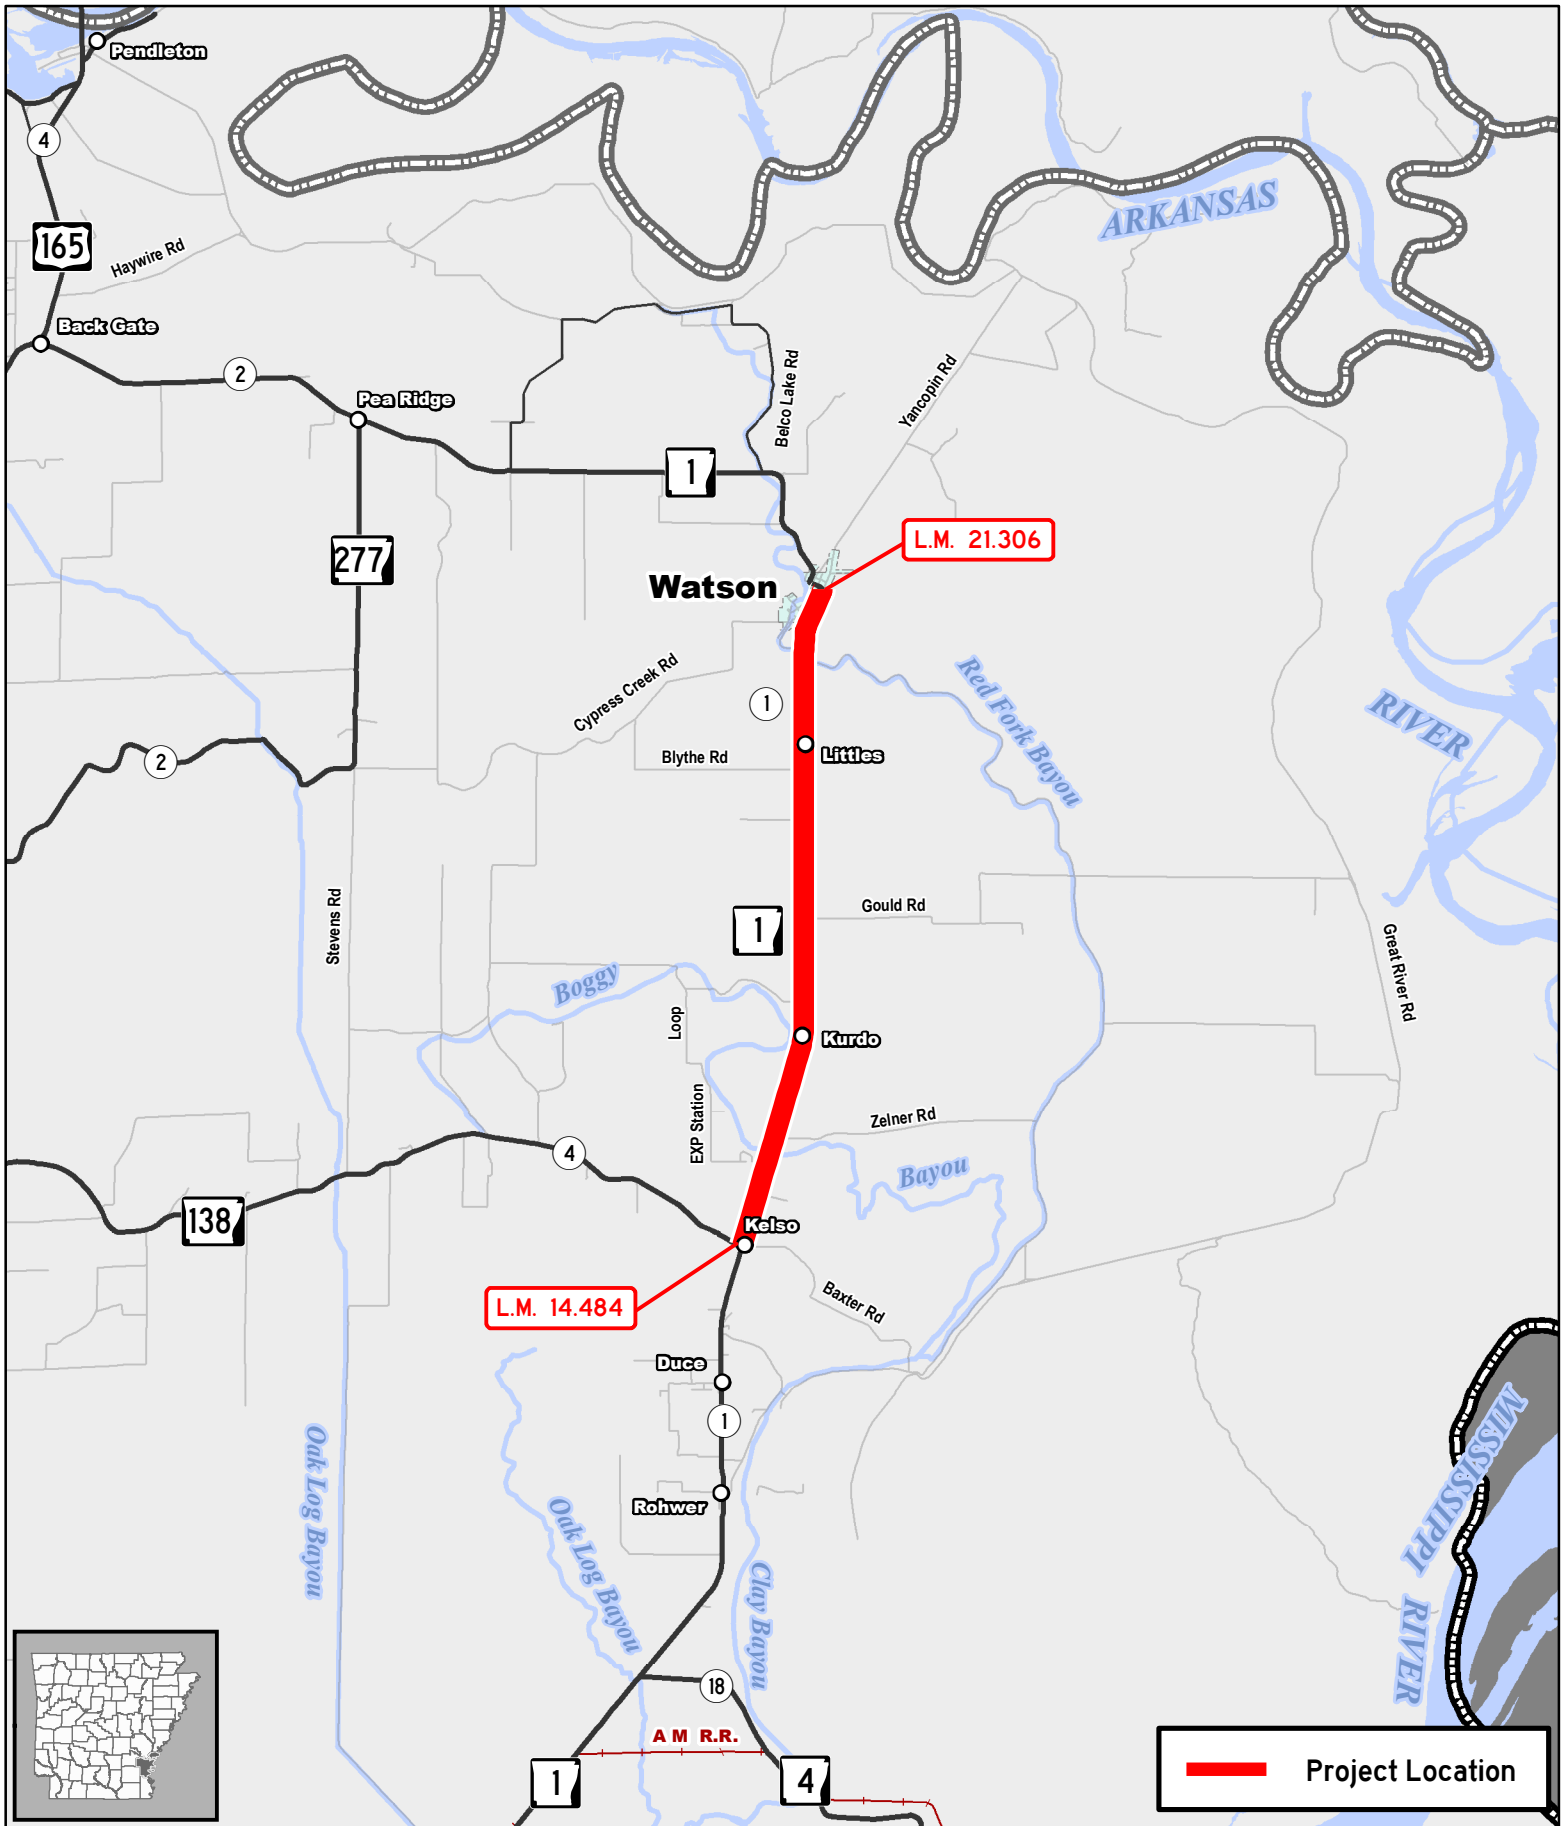 Pendleton
4
ARKANSAS
165
Haywire Rd
Back Gate
2
Pea Ridge
Belco Lake Rd
Yancopin Rd
1
L.M. 21.306
277
Watson
Cypress Creek Rd
Red Fork Bayou
1
RIVER
2
Blythe Rd
Littles
Stevens Rd
Gould Rd
1
Great River Rd
Boggy
Loop
Kurdo
EXP Station
Zelner Rd
4
Bayou
138
Kelso
L.M. 14.484
Baxter Rd
Duce
1
MISSISSIPPI
Oak Log Bayou
Rohwer
Oak Log Bayou
Clay Bayou
RIVER
18
A M R.R.
1
4
Project Location